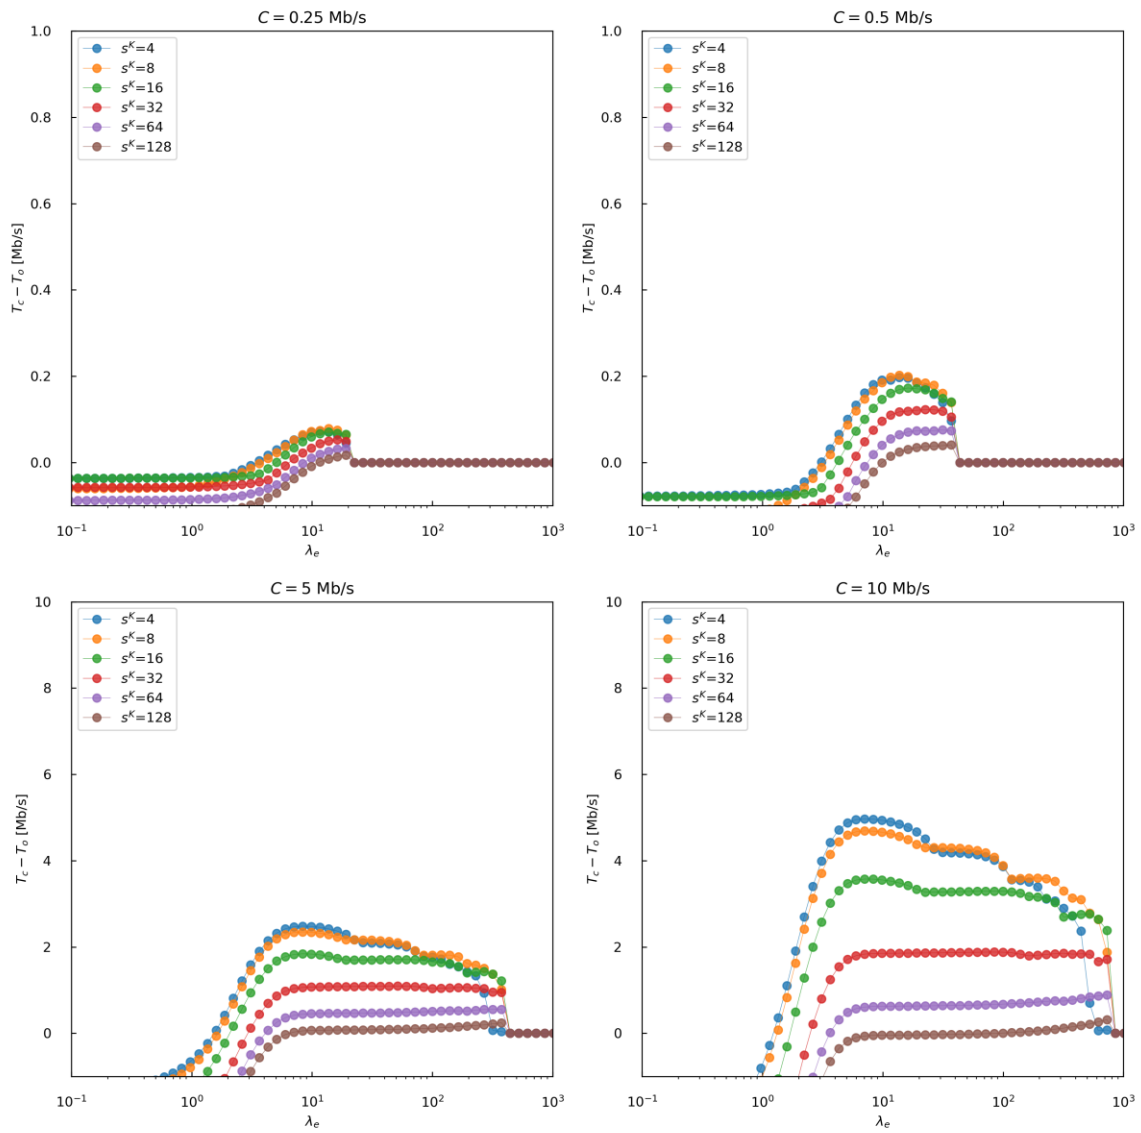 C = 0.25 Mb/s
1.0
0.8
0.6
0.4
0.2
0.0
T_c − T_o [Mb/s]
s^K=4
s^K=8
s^K=16
s^K=32
s^K=64
s^K=128
10^−1 10^0 10^1 10^2 10^3
λ_e
C = 0.5 Mb/s
1.0
0.8
0.6
0.4
0.2
0.0
T_c − T_o [Mb/s]
s^K=4
s^K=8
s^K=16
s^K=32
s^K=64
s^K=128
10^−1 10^0 10^1 10^2 10^3
λ_e
C = 5 Mb/s
10
8
6
4
2
0
T_c − T_o [Mb/s]
s^K=4
s^K=8
s^K=16
s^K=32
s^K=64
s^K=128
10^−1 10^0 10^1 10^2 10^3
λ_e
C = 10 Mb/s
10
8
6
4
2
0
T_c − T_o [Mb/s]
s^K=4
s^K=8
s^K=16
s^K=32
s^K=64
s^K=128
10^−1 10^0 10^1 10^2 10^3
λ_e